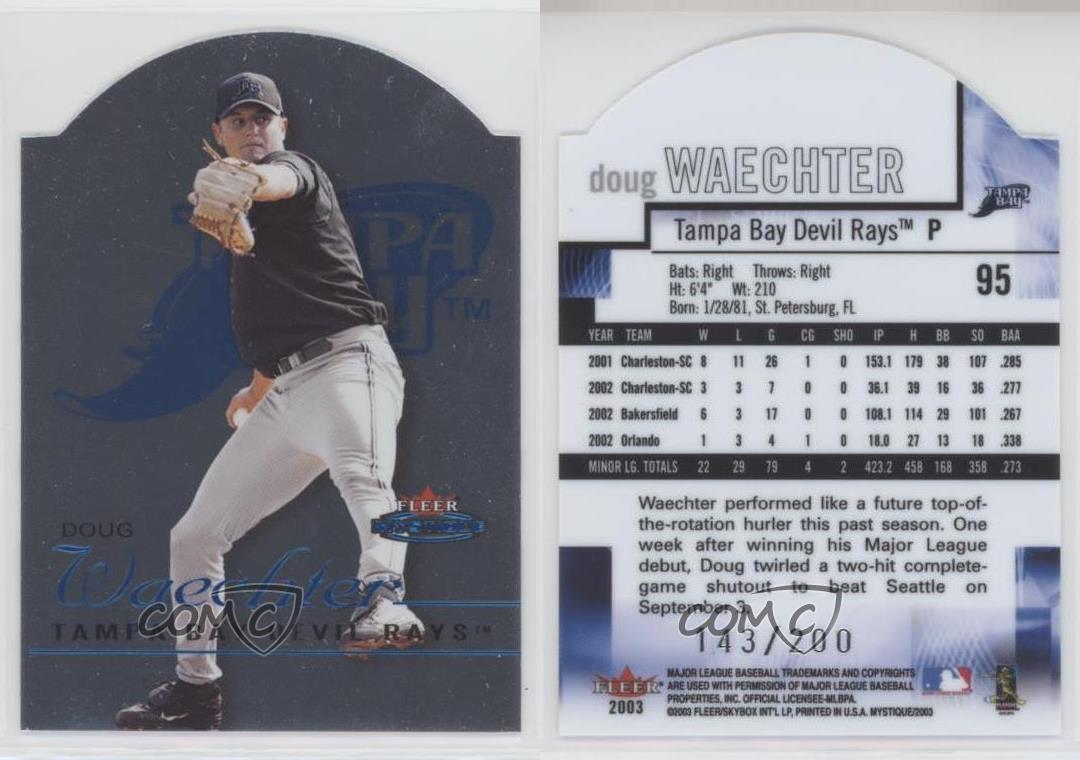 TAMPA
BAY™
FLEER
DOUG
Waechter
TAMPA BAY DEVIL RAYS™
COMC
doug WAECHTER
TAMPA
BAY
Tampa Bay Devil Rays™ P
Bats: Right Throws: Right
Ht: 6'4" Wt: 210
Born: 1/28/81, St. Petersburg, FL
95
YEAR TEAM W L G CG SHO IP H BB SO BAA
2001 Charleston-SC 8 11 26 1 0 153.1 179 38 107 .285
2002 Charleston-SC 3 3 7 0 0 36.1 39 16 36 .277
2002 Bakersfield 6 3 17 0 0 108.1 114 29 101 .267
2002 Orlando 1 3 4 1 0 18.0 27 13 18 .338
MINOR LG. TOTALS 22 29 79 4 2 423.2 458 168 358 .273
Waechter performed like a future top-of-
the-rotation hurler this past season. One
week after winning his Major League
debut, Doug twirled a two-hit complete-
game shutout to beat Seattle on
September 3.
COMC
143/200
FLEER®
2003
MAJOR LEAGUE BASEBALL TRADEMARKS AND COPYRIGHTS
ARE USED WITH PERMISSION OF MAJOR LEAGUE BASEBALL
PROPERTIES, INC. OFFICIAL LICENSEE-MLBPA.
©2003 FLEER/SKYBOX INT'L LP, PRINTED IN U.S.A. MYSTIQUE/2003